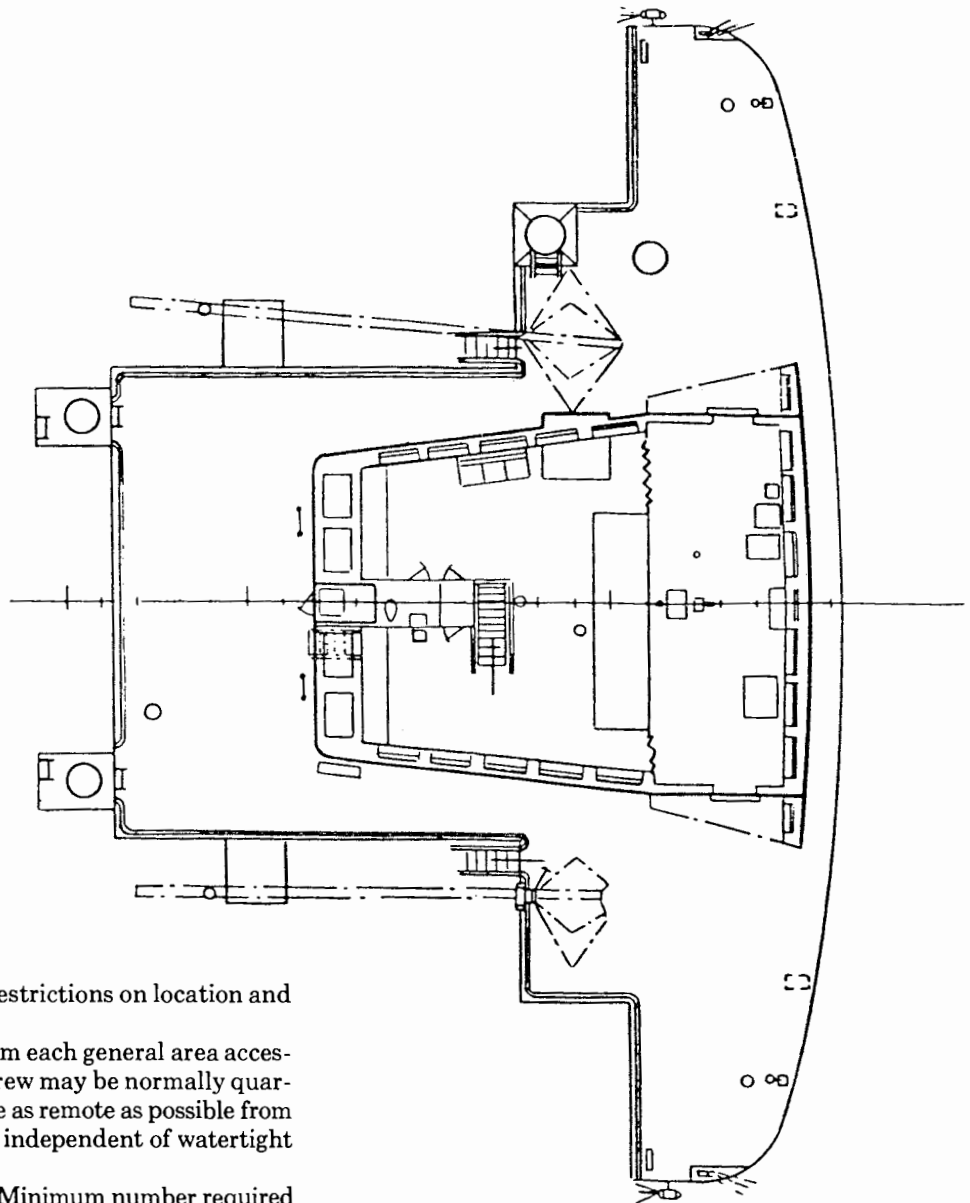 estrictions on location and
m each general area acces-
rew may be normally quar-
e as remote as possible from
independent of watertight
Minimum number required